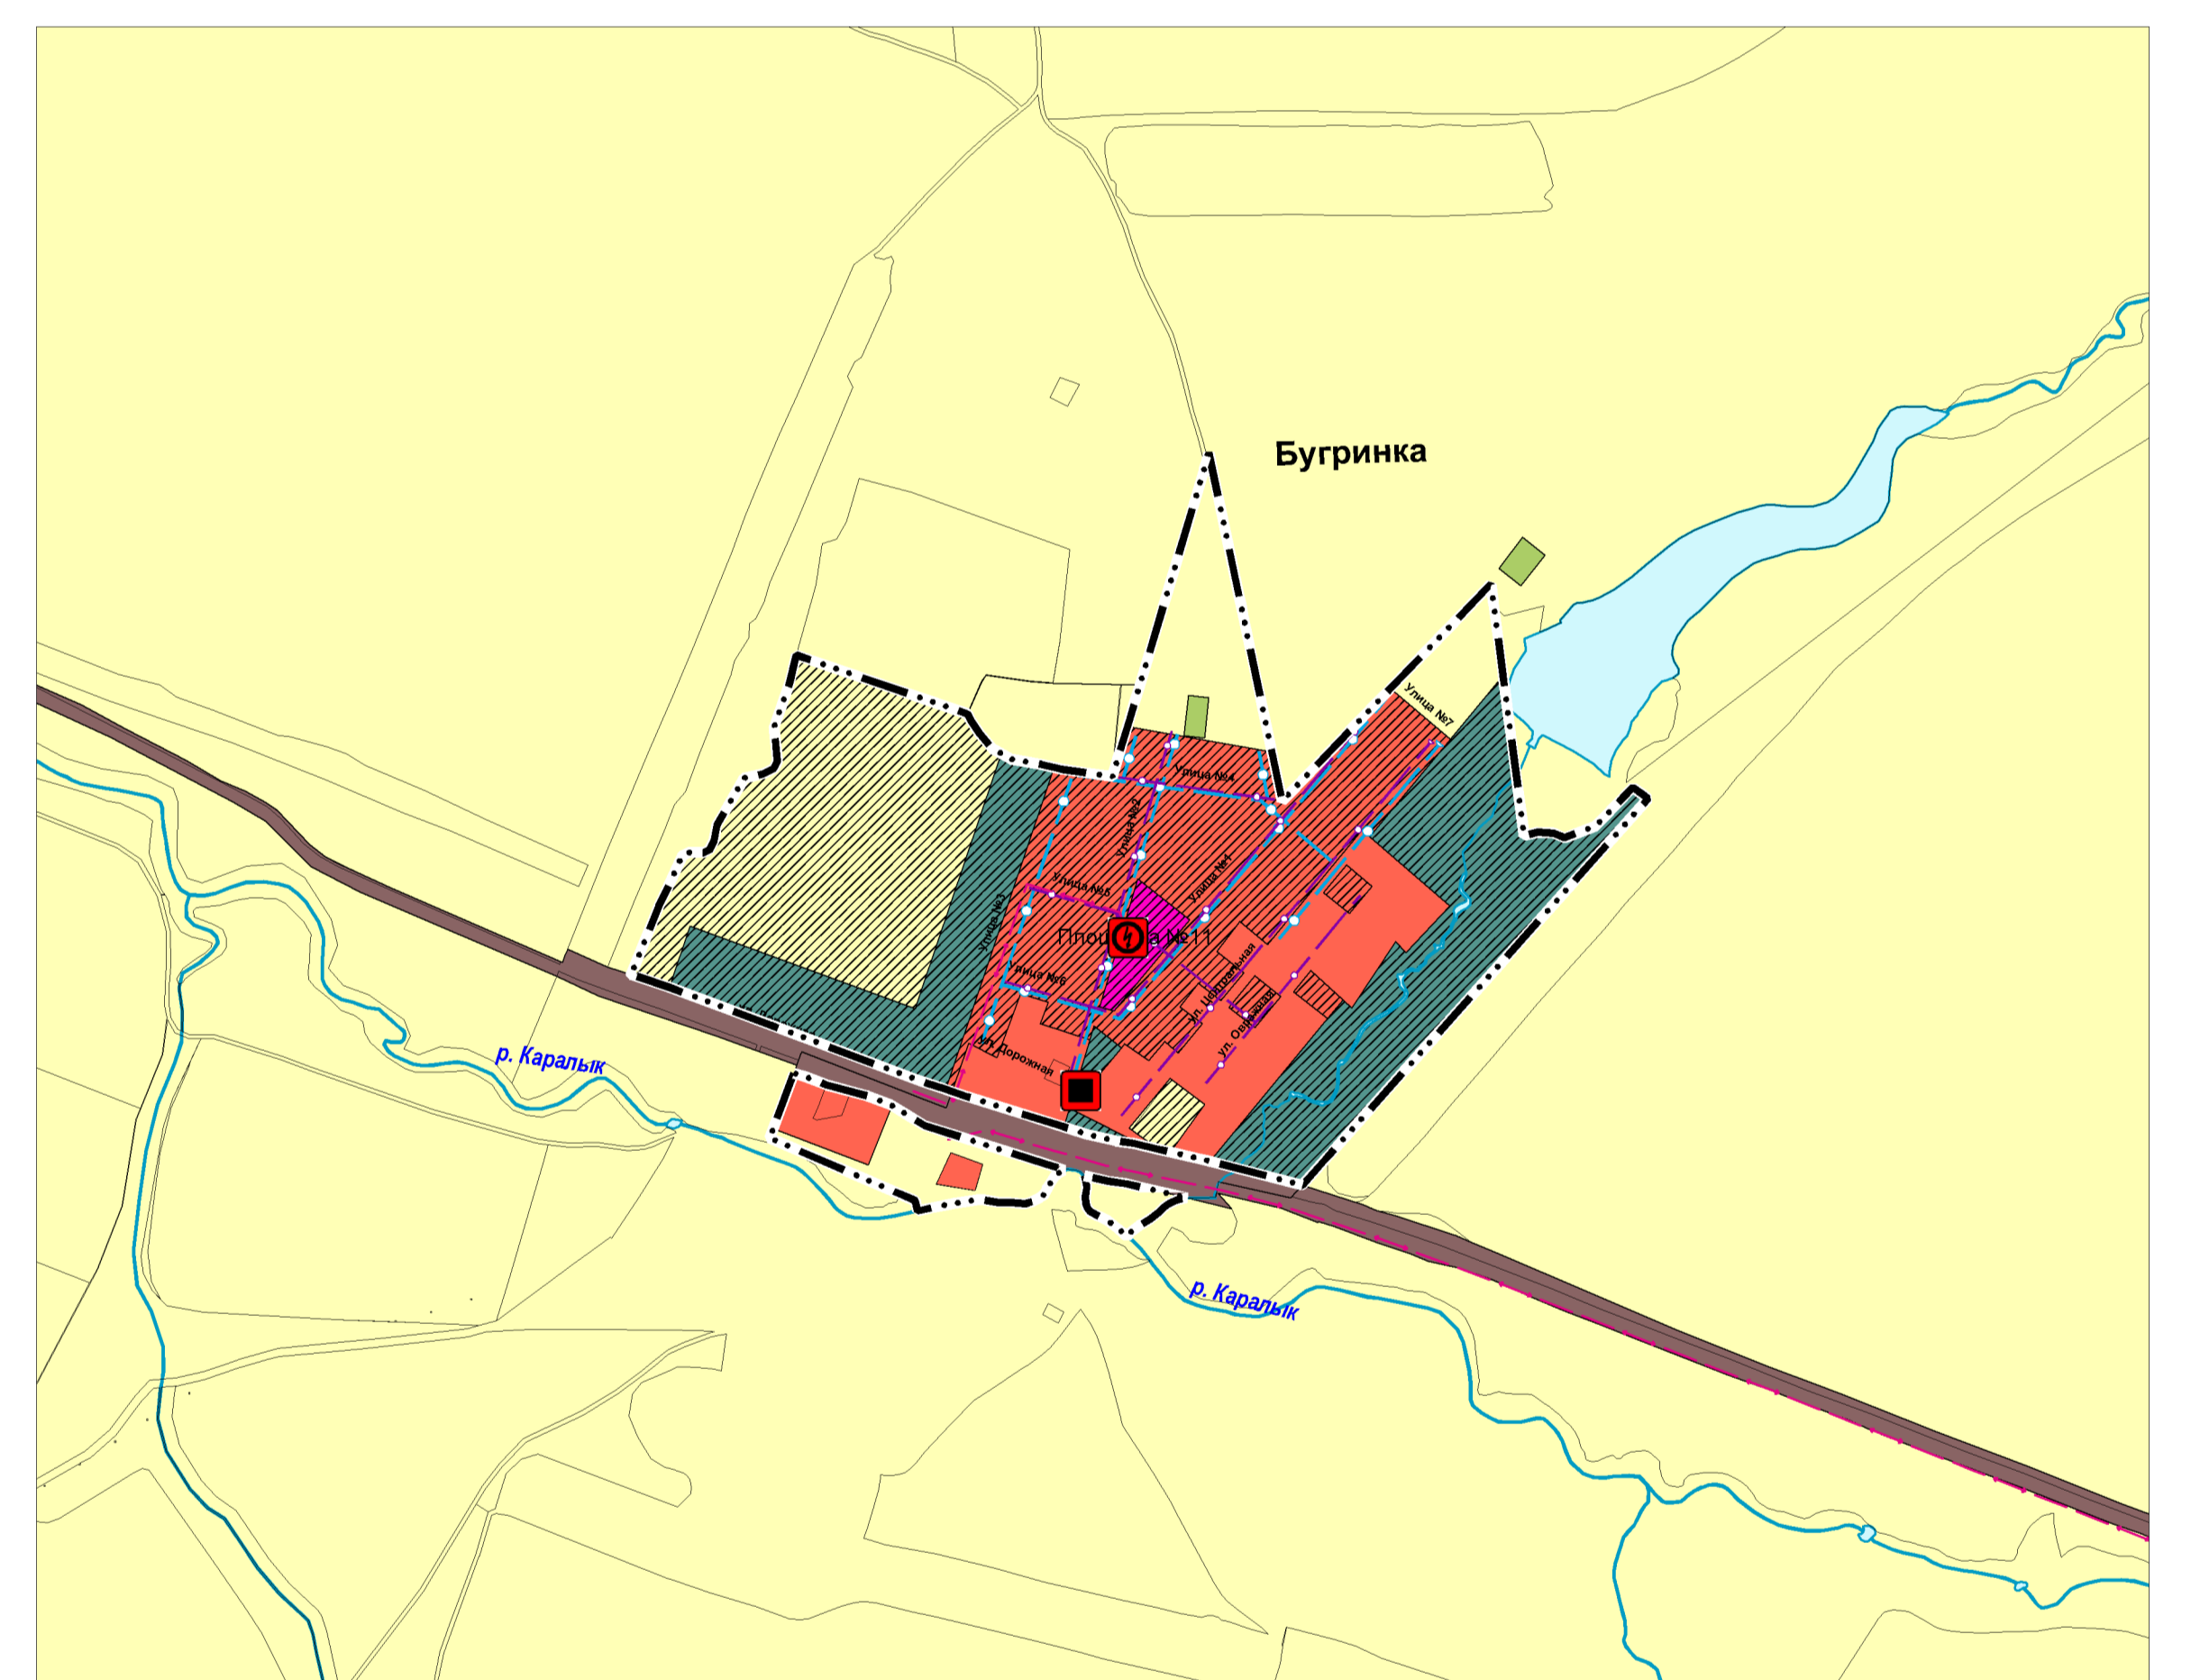 Бугринка
Улица №7
Улица №4
Улица №2
Улица №1
Улица №5
Улица №3
№11
Улица №6
ул. Центральная
ул. Овражная
ул. Дорожная
р. Каралык
р. Каралык